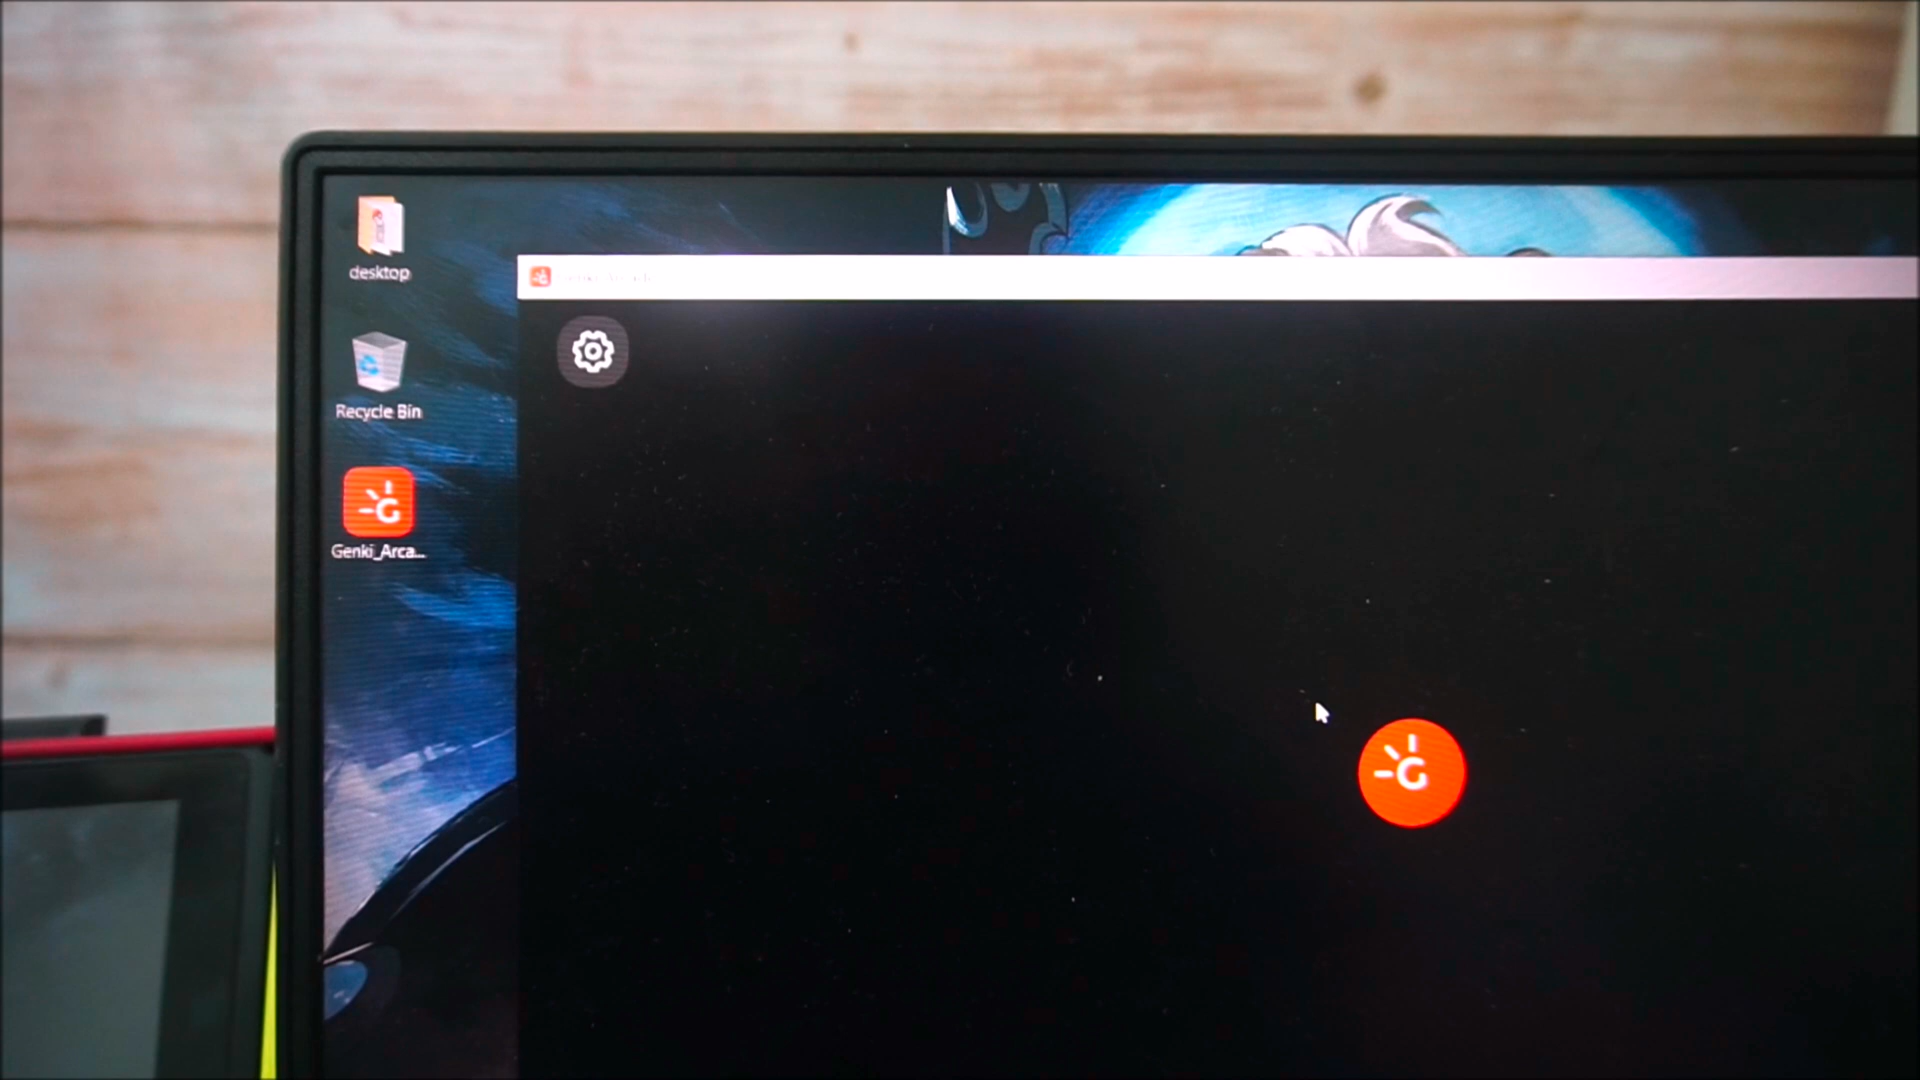 desktop
Recycle Bin
Genki_Arca...
G
G